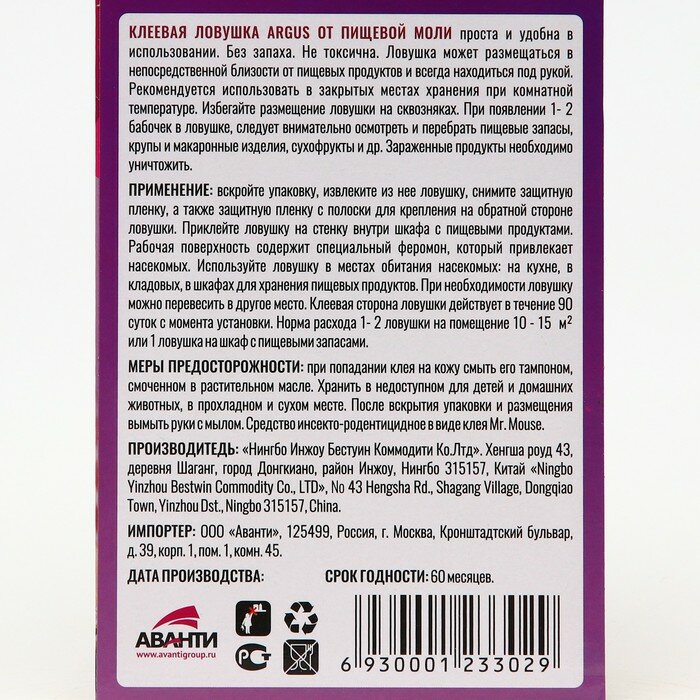 КЛЕЕВАЯ ЛОВУШКА ARGUS ОТ ПИЩЕВОЙ МОЛИ проста и удобна в
использовании. Без запаха. Не токсична. Ловушка может размещаться в
непосредственной близости от пищевых продуктов и всегда находиться под рукой.
Рекомендуется использовать в закрытых местах хранения при комнатной
температуре. Избегайте размещение ловушки на сквозняках. При появлении 1- 2
бабочек в ловушке, следует внимательно осмотреть и перебрать пищевые запасы,
крупы и макаронные изделия, сухофрукты и др. Зараженные продукты необходимо
уничтожить.
ПРИМЕНЕНИЕ: вскройте упаковку, извлеките из нее ловушку, снимите защитную
пленку, а также защитную пленку с полоски для крепления на обратной стороне
ловушки. Приклейте ловушку на стенку внутри шкафа с пищевыми продуктами.
Рабочая поверхность содержит специальный феромон, который привлекает
насекомых. Используйте ловушку в местах обитания насекомых: на кухне, в
кладовых, в шкафах для хранения пищевых продуктов. При необходимости ловушку
можно перевесить в другое место. Клеевая сторона ловушки действует в течение 90
суток с момента установки. Норма расхода 1- 2 ловушки на помещение 10 - 15 м²
или 1 ловушка на шкаф с пищевыми запасами.
МЕРЫ ПРЕДОСТОРОЖНОСТИ: при попадании клея на кожу смыть его тампоном,
смоченном в растительном масле. Хранить в недоступном для детей и домашних
животных, в прохладном и сухом месте. После вскрытия упаковки и размещения
вымыть руки с мылом. Средство инсекто-родентицидное в виде клея Mr. Mouse.
ПРОИЗВОДИТЕЛЬ: «Нингбо Инжоу Бестуин Коммодити Ко.Лтд». Хенгша роуд 43,
деревня Шаганг, город Донгкиано, район Инжоу, Нингбо 315157, Китай «Ningbo
Yinzhou Bestwin Commodity Co., LTD», No 43 Hengsha Rd., Shagang Village, Dongqiao
Town, Yinzhou Dst., Ningbo 315157, China.
ИМПОРТЕР: ООО «Аванти», 125499, Россия, г. Москва, Кронштадтский бульвар,
д. 39, корп. 1, пом. 1, комн. 45.
ДАТА ПРОИЗВОДСТВА: СРОК ГОДНОСТИ: 60 месяцев.
АВАНТИ
www.avantigroup.ru
РСТ
6 930001 233029